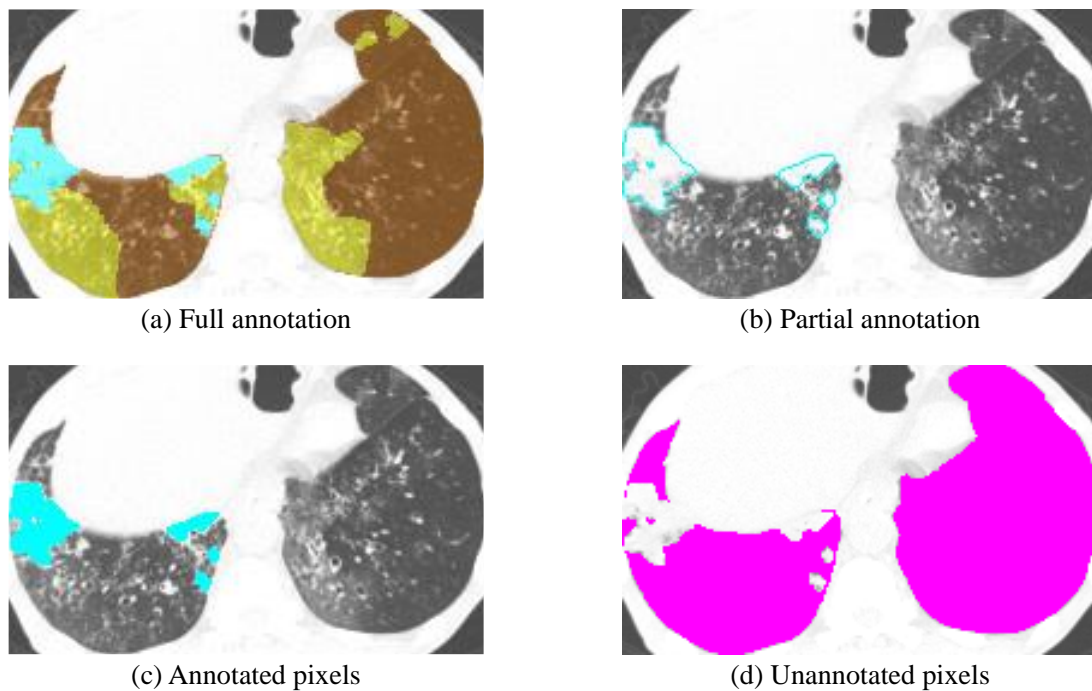 (a) Full annotation
(b) Partial annotation
(c) Annotated pixels
(d) Unannotated pixels